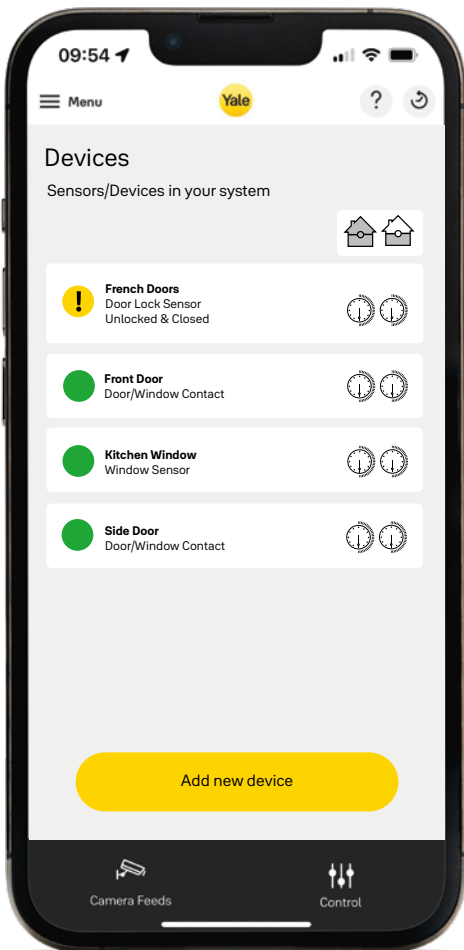 09:54
Menu
Yale
?
Devices
Sensors/Devices in your system
!
French Doors
Door Lock Sensor
Unlocked & Closed
Front Door
Door/Window Contact
Kitchen Window
Window Sensor
Side Door
Door/Window Contact
Add new device
Camera Feeds
Control